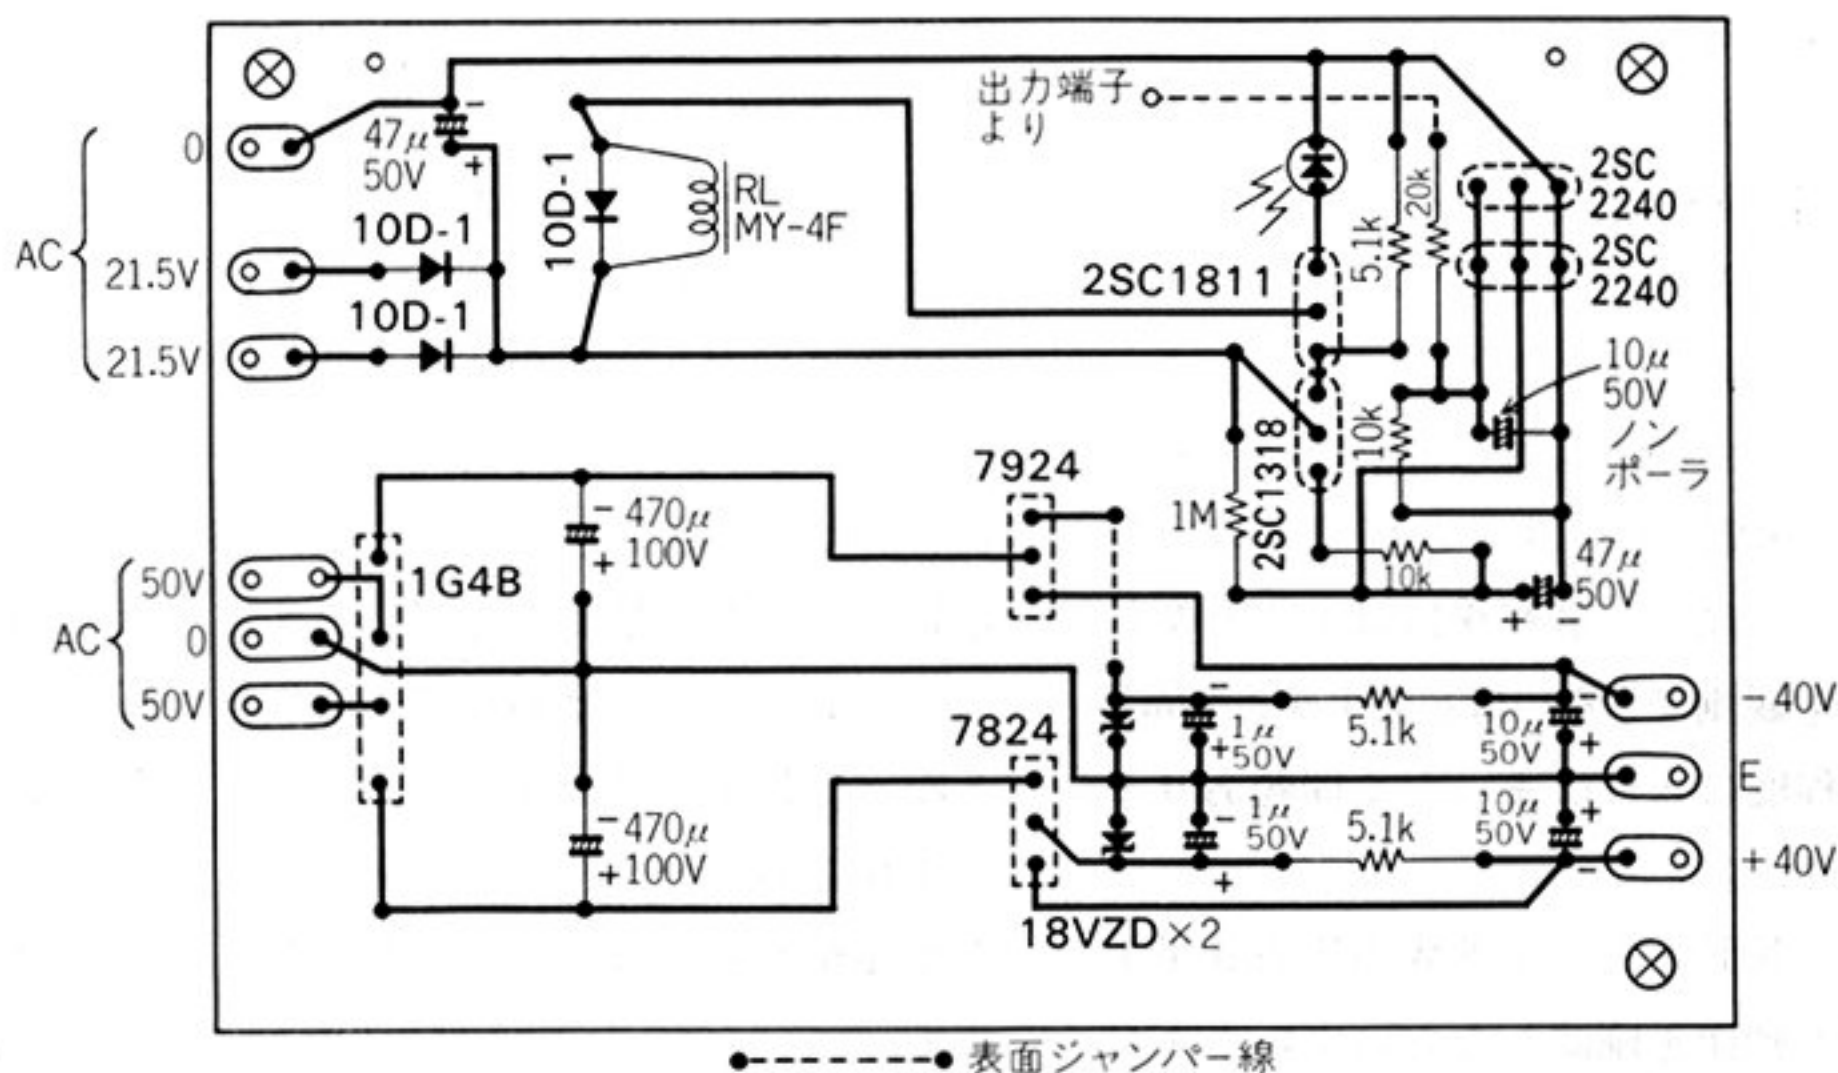 出力端子
より
0
47μ
50V
-
+
AC
21.5V
21.5V
10D-1
10D-1
10D-1
RL
MY-4F
2SC1811
5.1k
20k
2SC
2240
2SC
2240
10μ
50V
ノン
ポーラ
10k
2SC1318
1M
10k
47μ
50V
+ -
7924
- 470μ
+ 100V
1G4B
AC
50V
0
50V
7824
-
1μ
+50V
5.1k
10μ
50V
-
+
-40V
E
- 1μ
50V
+
5.1k
10μ
50V
+
-
+40V
-470μ
+100V
18VZD×2
表面ジャンパー線